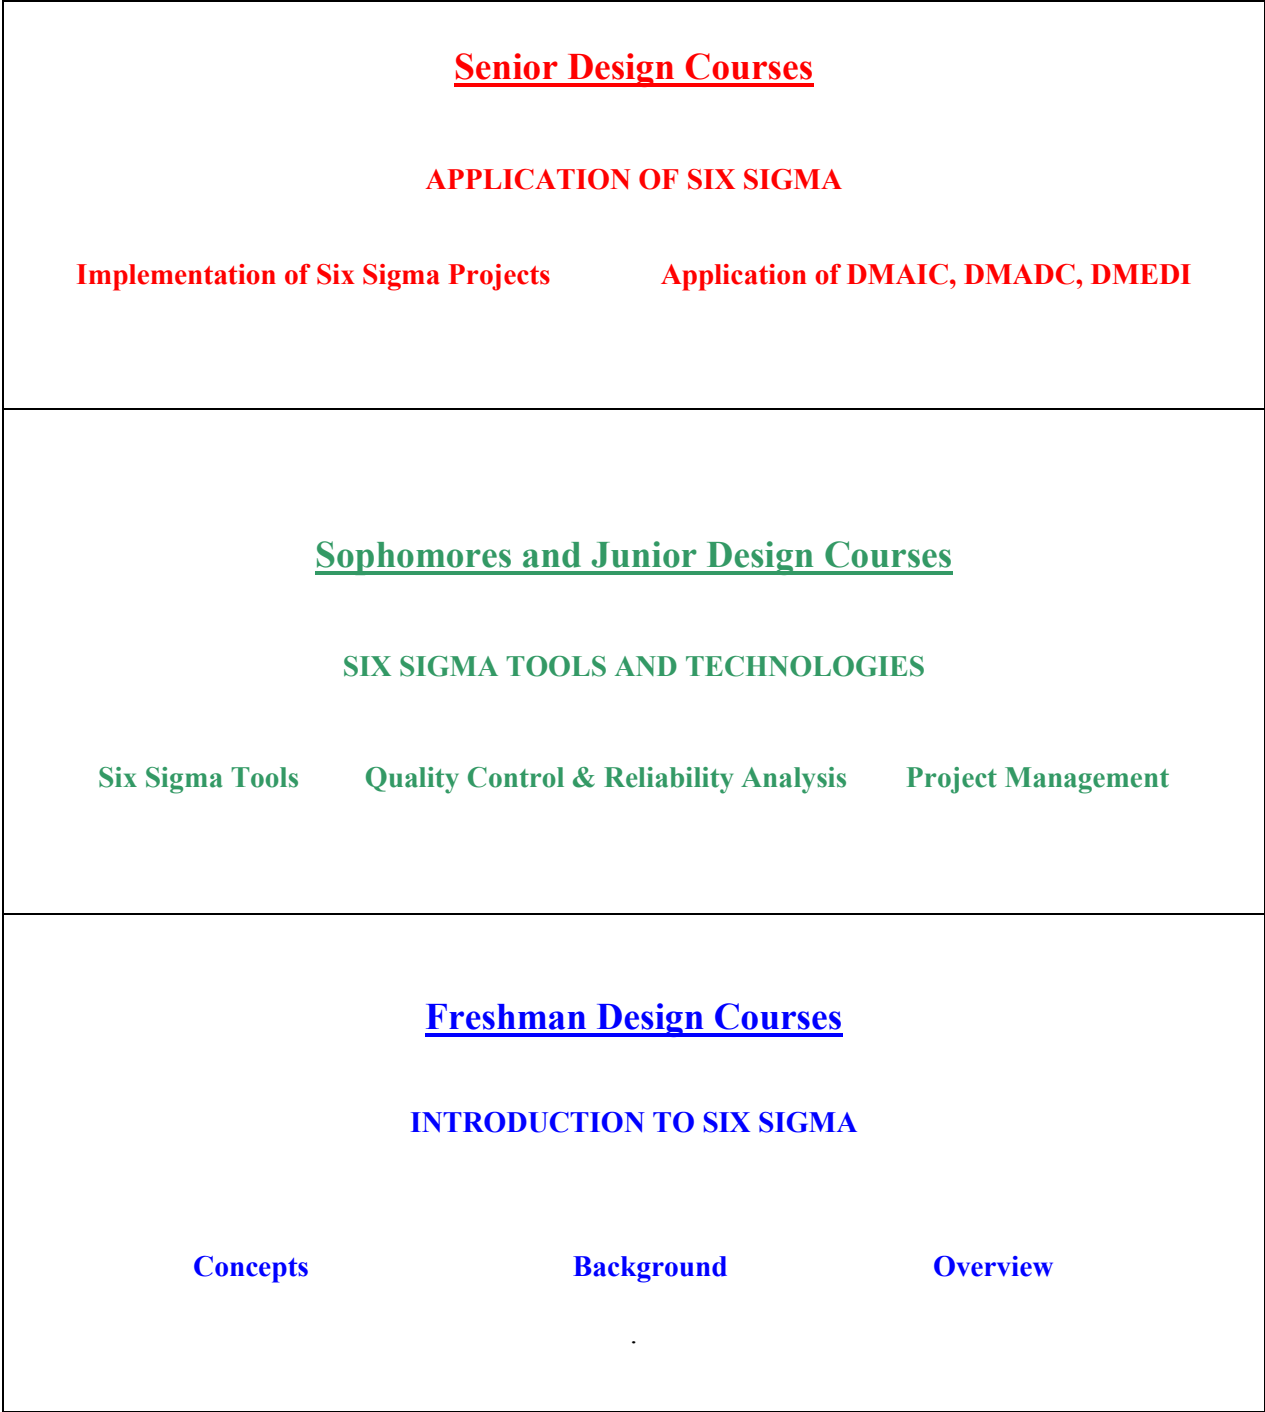 Senior Design Courses
APPLICATION OF SIX SIGMA
Implementation of Six Sigma Projects Application of DMAIC, DMADC, DMEDI
Sophomores and Junior Design Courses
SIX SIGMA TOOLS AND TECHNOLOGIES
Six Sigma Tools Quality Control & Reliability Analysis Project Management
Freshman Design Courses
INTRODUCTION TO SIX SIGMA
Concepts Background Overview
.